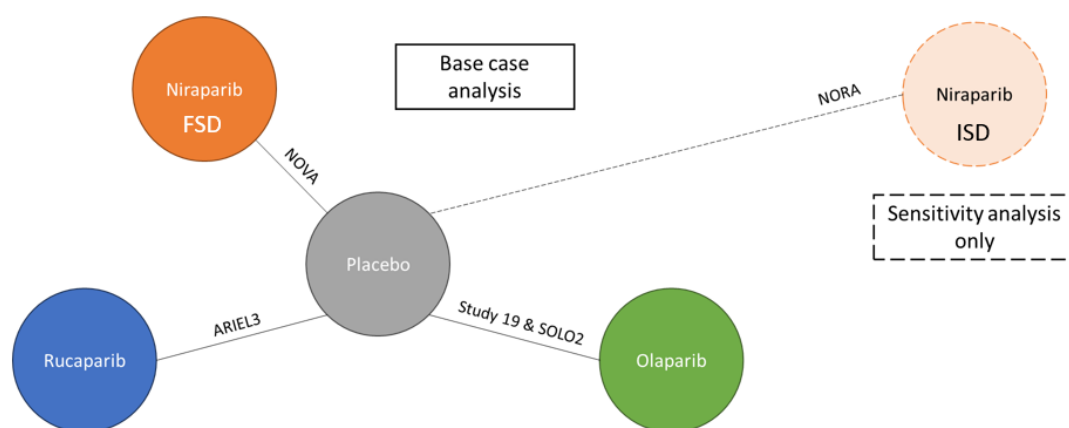 Base case
analysis
Niraparib
FSD
NORA
Niraparib
ISD
NOVA
Sensitivity analysis
only
Placebo
ARIEL3
Study 19 & SOLO2
Rucaparib
Olaparib